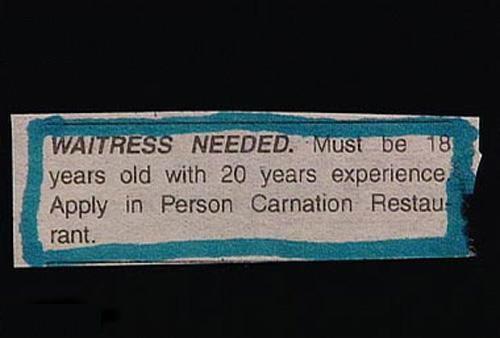 WAITRESS NEEDED. Must be 18
years old with 20 years experience.
Apply in Person Carnation Restau-
rant.